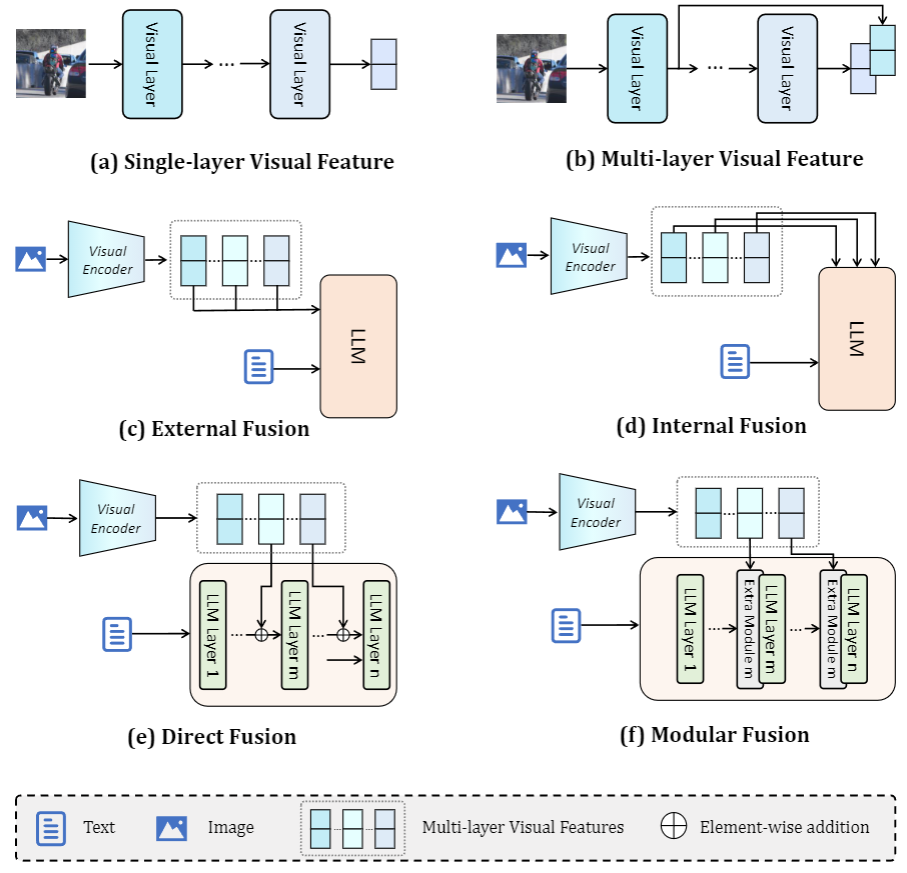 Visual Layer
...
Visual Layer
(a) Single-layer Visual Feature
Visual Layer
...
Visual Layer
(b) Multi-layer Visual Feature
Visual
Encoder
LLM
(c) External Fusion
Visual
Encoder
LLM
(d) Internal Fusion
Visual
Encoder
LLM Layer 1
...
LLM Layer m
...
LLM Layer n
(e) Direct Fusion
Visual
Encoder
LLM Layer 1
...
Extra Module m
LLM Layer m
...
Extra Module m
LLM Layer n
(f) Modular Fusion
Text
Image
Multi-layer Visual Features
Element-wise addition